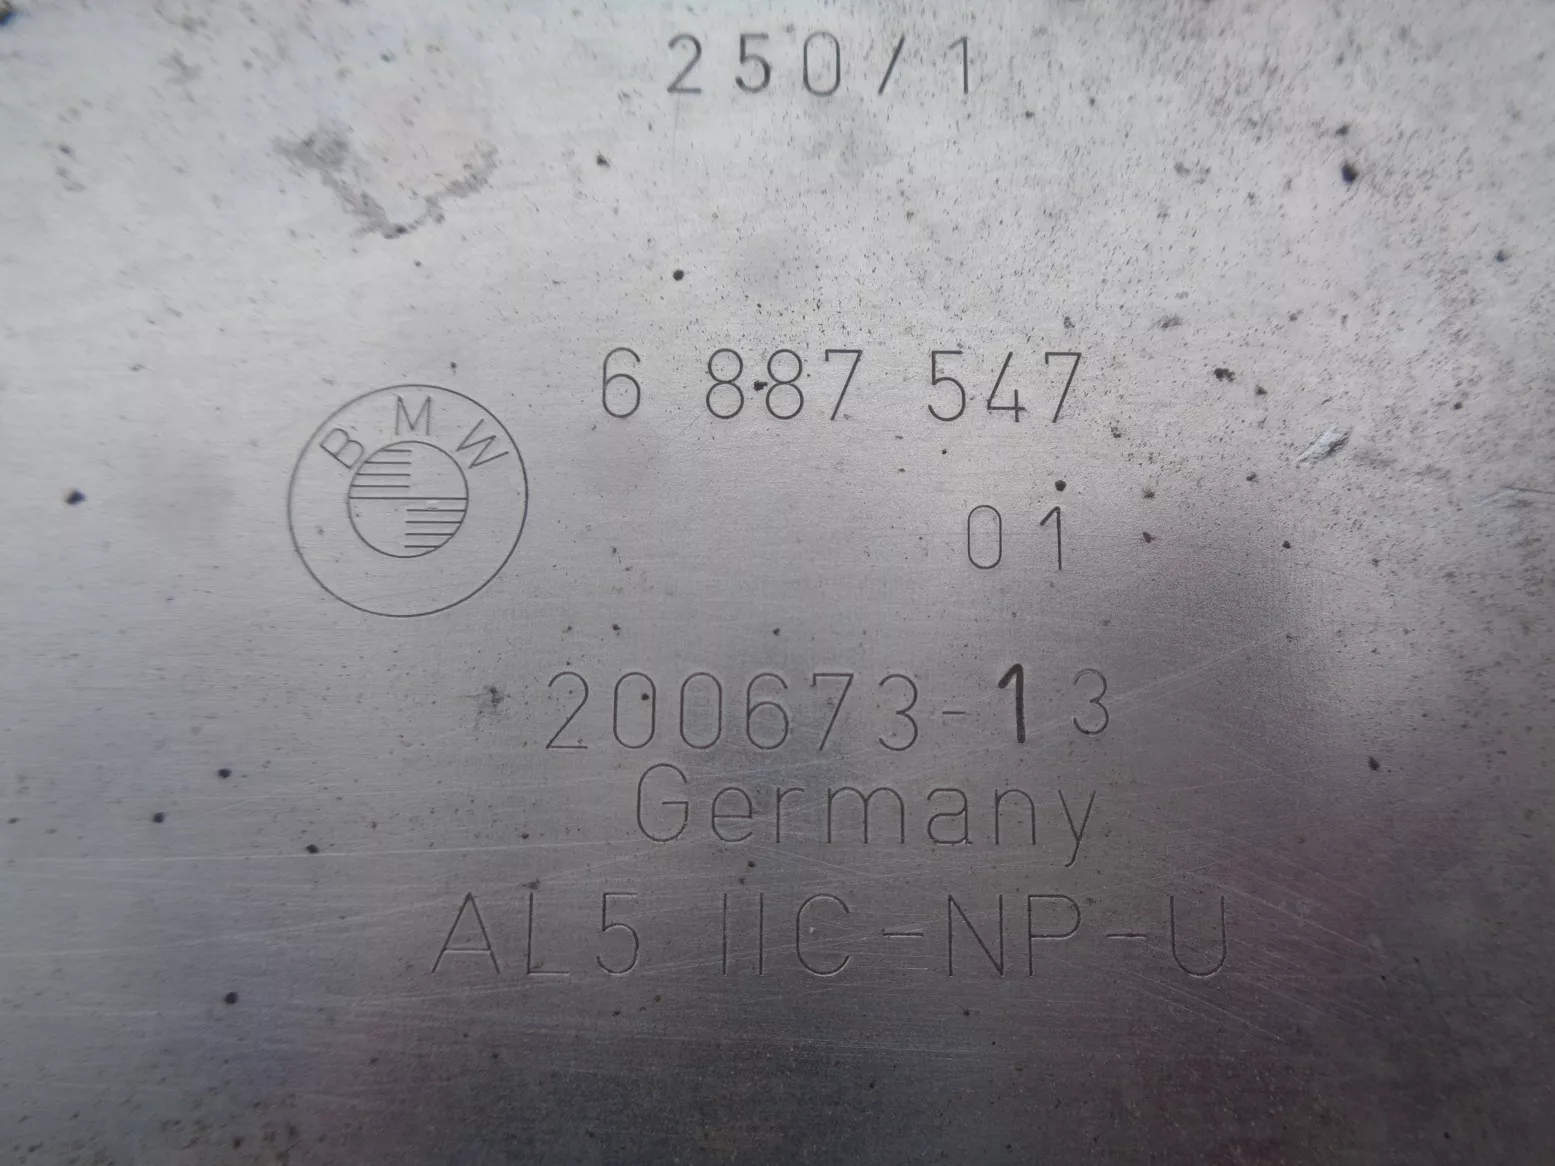 250/1
6 887 547
BMW
01
200673-13
Germany
AL5 IIC-NP-U